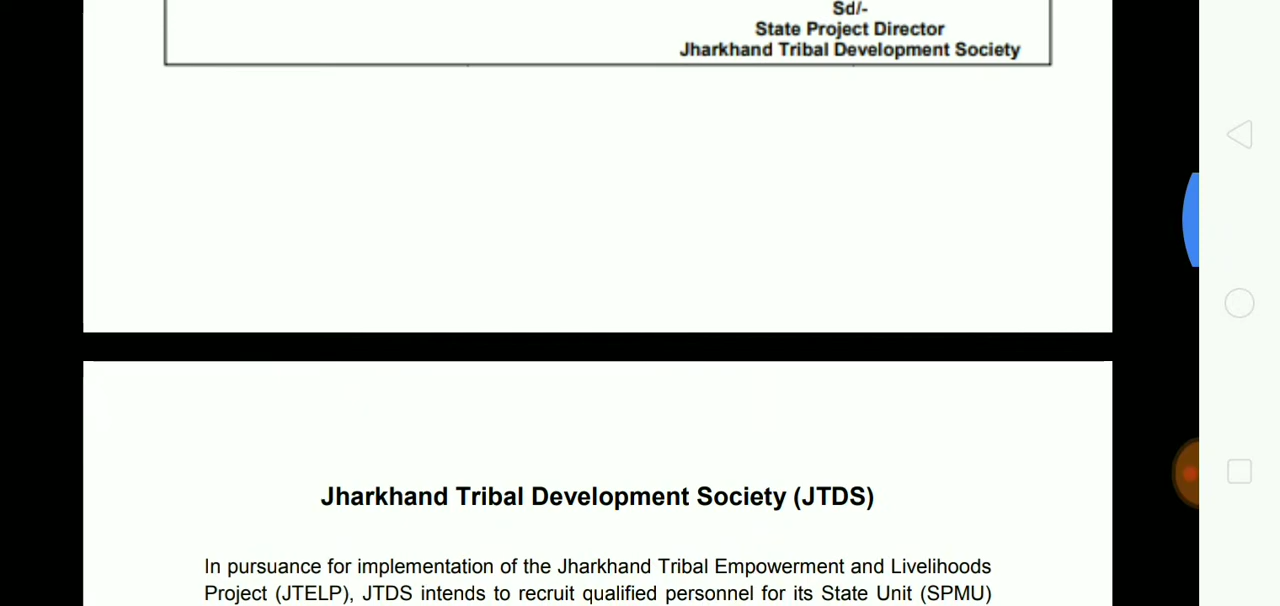 Sd/-
State Project Director
Jharkhand Tribal Development Society
Jharkhand Tribal Development Society (JTDS)
In pursuance for implementation of the Jharkhand Tribal Empowerment and Livelihoods
Project (JTELP), JTDS intends to recruit qualified personnel for its State Unit (SPMU)